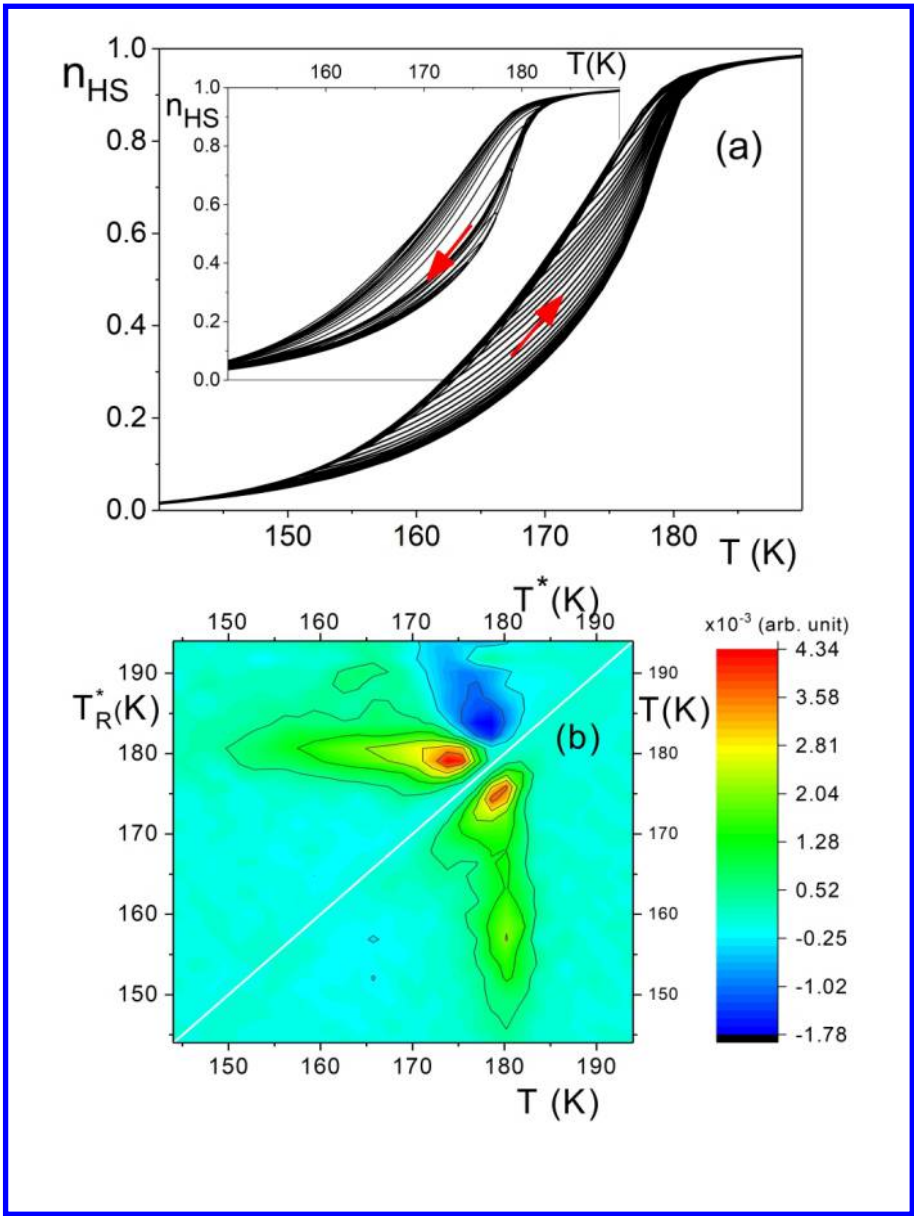 1.0
n_HS
0.8
0.6
0.4
0.2
0.0
150 160 170 180
T (K)
(a)
160 170 180
T(K)
1.0
n_HS
0.8
0.6
0.4
0.2
0.0
T*(K)
150 160 170 180 190
T*_R(K)
190
180
170
160
150
T(K)
190
180
170
160
150
(b)
150 160 170 180 190
T (K)
x10⁻³ (arb. unit)
4.34
3.58
2.81
2.04
1.28
0.52
-0.25
-1.02
-1.78